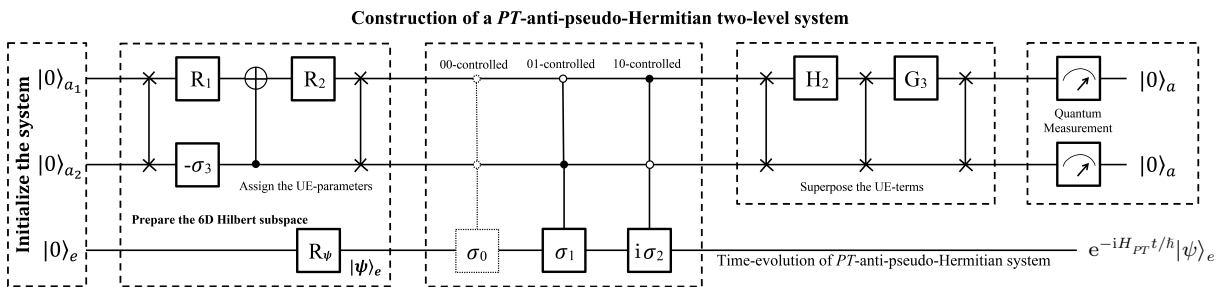 Construction of a PT-anti-pseudo-Hermitian two-level system
Initialize the system
|0⟩a₁
|0⟩a₂
|0⟩e
R₁
R₂
-σ₃
Assign the UE-parameters
Prepare the 6D Hilbert subspace
Rψ
|ψ⟩e
00-controlled
01-controlled
10-controlled
σ₀
σ₁
iσ₂
H₂
G₃
Superpose the UE-terms
Quantum
Measurement
|0⟩a
|0⟩a
Time-evolution of PT-anti-pseudo-Hermitian system
e^{-iH_{PT}t/ħ}|ψ⟩e